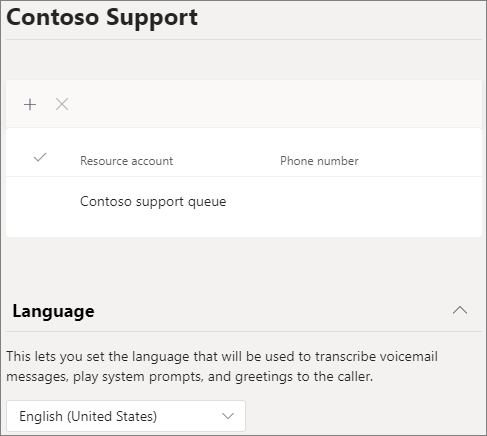 Contoso Support
Resource account Phone number
Contoso support queue
Language
This lets you set the language that will be used to transcribe voicemail
messages, play system prompts, and greetings to the caller.
English (United States)